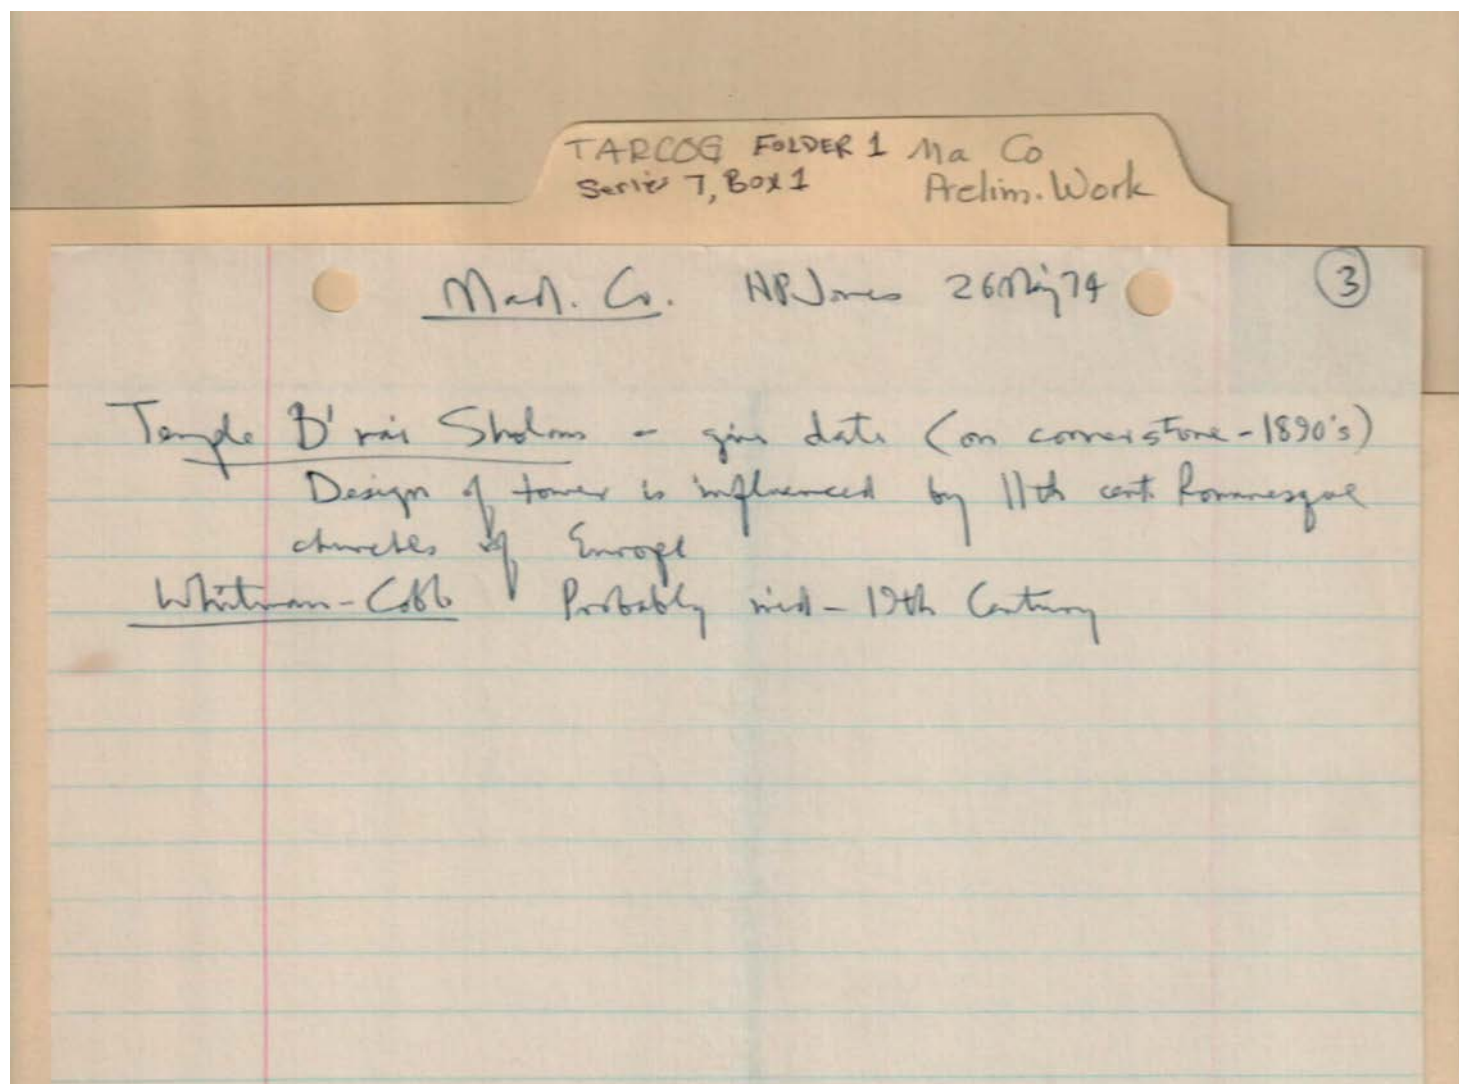 TARCOG FOLDER 1 Ma Co
Series 7, Box 1 Prelim. Work
Mad. Co. HPJones 26May74 3
Temple B'nai Sholom - give date (on cornerstone - 1890's)
Design of tower is influenced by 11th cent. Romanesque
churches of Europe
Whitman-Cobb Probably mid-19th Century